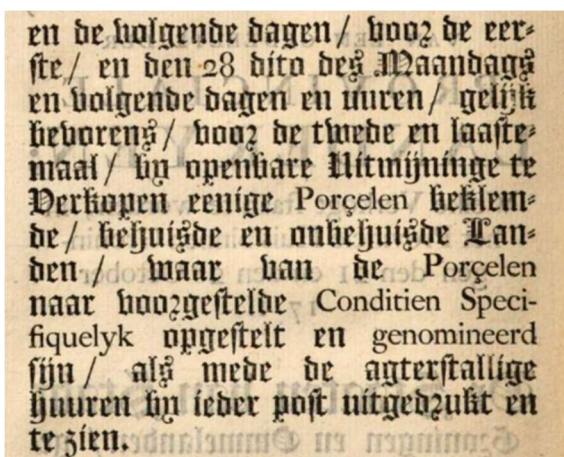 en de volgende dagen / voor de eer-
ste / en den 28 dito des Maandags
en volgende dagen en uuren / gelijk
bevorens / voor de twede en laaste-
maal / by openbare Uitmijninge te
Verkopen eenige Porçelen beklem-
de / behuisde en onbehuisde Lan-
den / waar van de Porçelen
naar voorgestelde Conditien Speci-
fiquelyk opgestelt en genomineerd
sijn / als mede de agterstallige
huuren by ieder post uitgedrukt en
te zien.